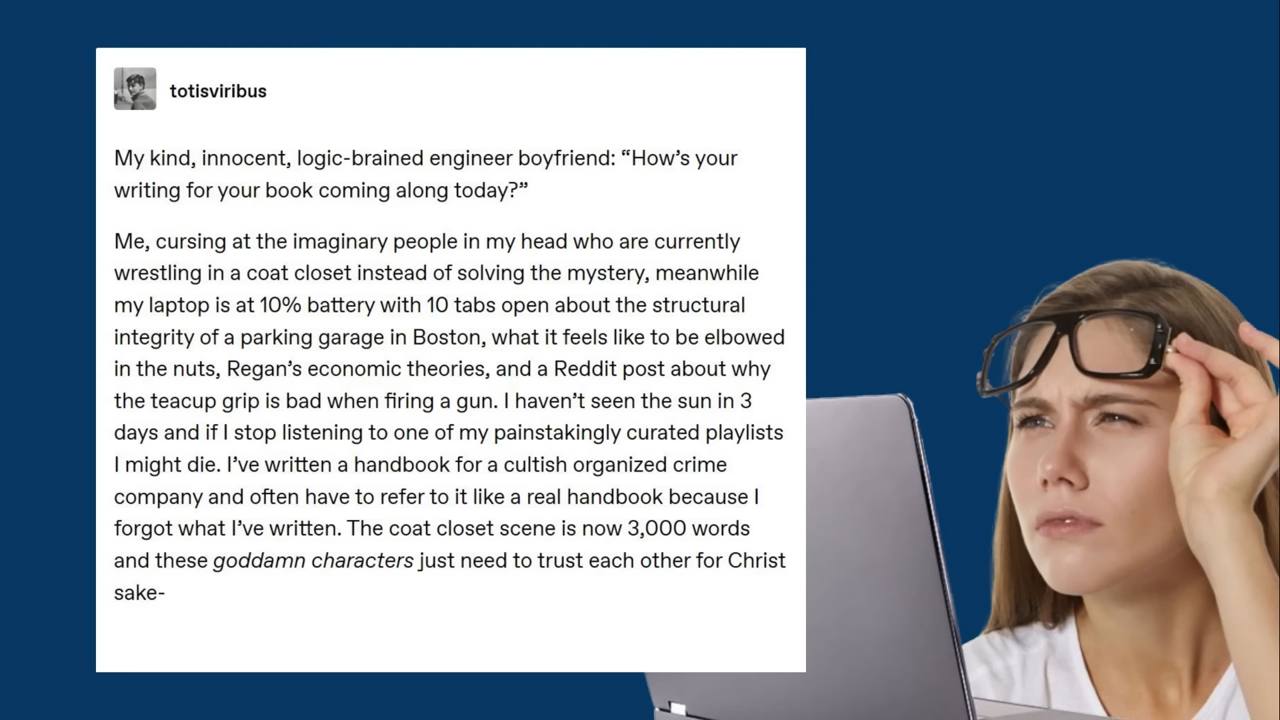 totisviribus
My kind, innocent, logic-brained engineer boyfriend: “How’s your
writing for your book coming along today?”
Me, cursing at the imaginary people in my head who are currently
wrestling in a coat closet instead of solving the mystery, meanwhile
my laptop is at 10% battery with 10 tabs open about the structural
integrity of a parking garage in Boston, what it feels like to be elbowed
in the nuts, Regan’s economic theories, and a Reddit post about why
the teacup grip is bad when firing a gun. I haven’t seen the sun in 3
days and if I stop listening to one of my painstakingly curated playlists
I might die. I’ve written a handbook for a cultish organized crime
company and often have to refer to it like a real handbook because I
forgot what I’ve written. The coat closet scene is now 3,000 words
and these goddamn characters just need to trust each other for Christ
sake-